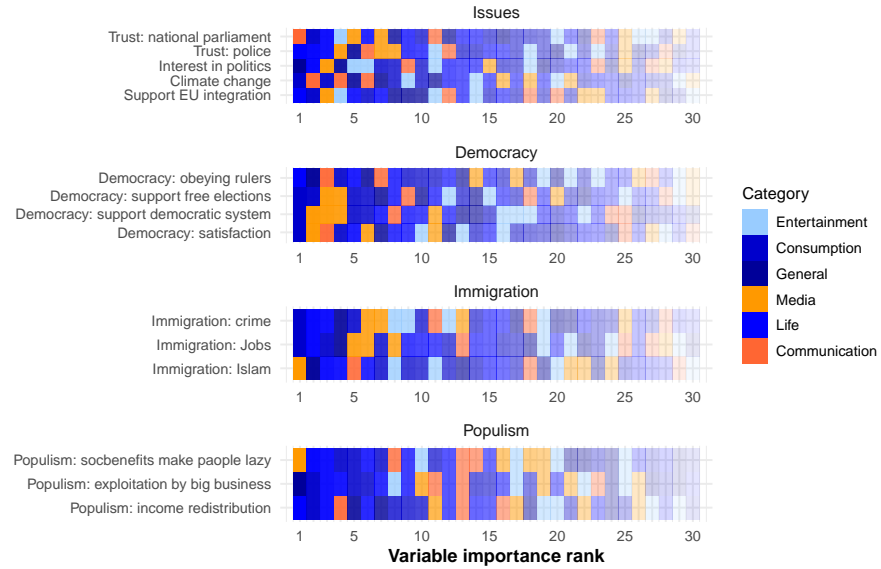 Issues
Trust: national parliament
Trust: police
Interest in politics
Climate change
Support EU integration
1 5 10 15 20 25 30
Democracy
Democracy: obeying rulers
Democracy: support free elections
Democracy: support democratic system
Democracy: satisfaction
1 5 10 15 20 25 30
Immigration
Immigration: crime
Immigration: Jobs
Immigration: Islam
1 5 10 15 20 25 30
Populism
Populism: socbenefits make paople lazy
Populism: exploitation by big business
Populism: income redistribution
1 5 10 15 20 25 30
Variable importance rank
Category
Entertainment
Consumption
General
Media
Life
Communication